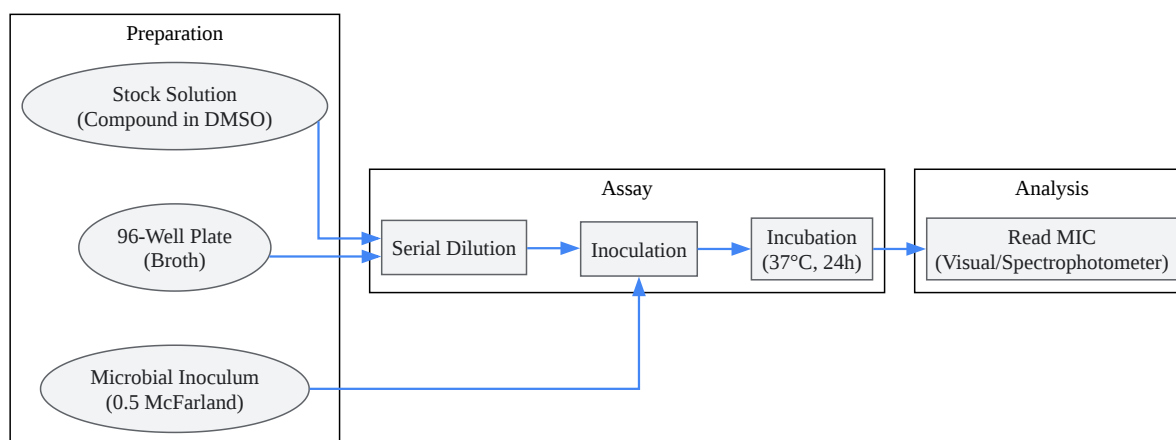 Preparation
Stock Solution
(Compound in DMSO)
96-Well Plate
(Broth)
Microbial Inoculum
(0.5 McFarland)
Assay
Serial Dilution
Inoculation
Incubation
(37°C, 24h)
Analysis
Read MIC
(Visual/Spectrophotometer)